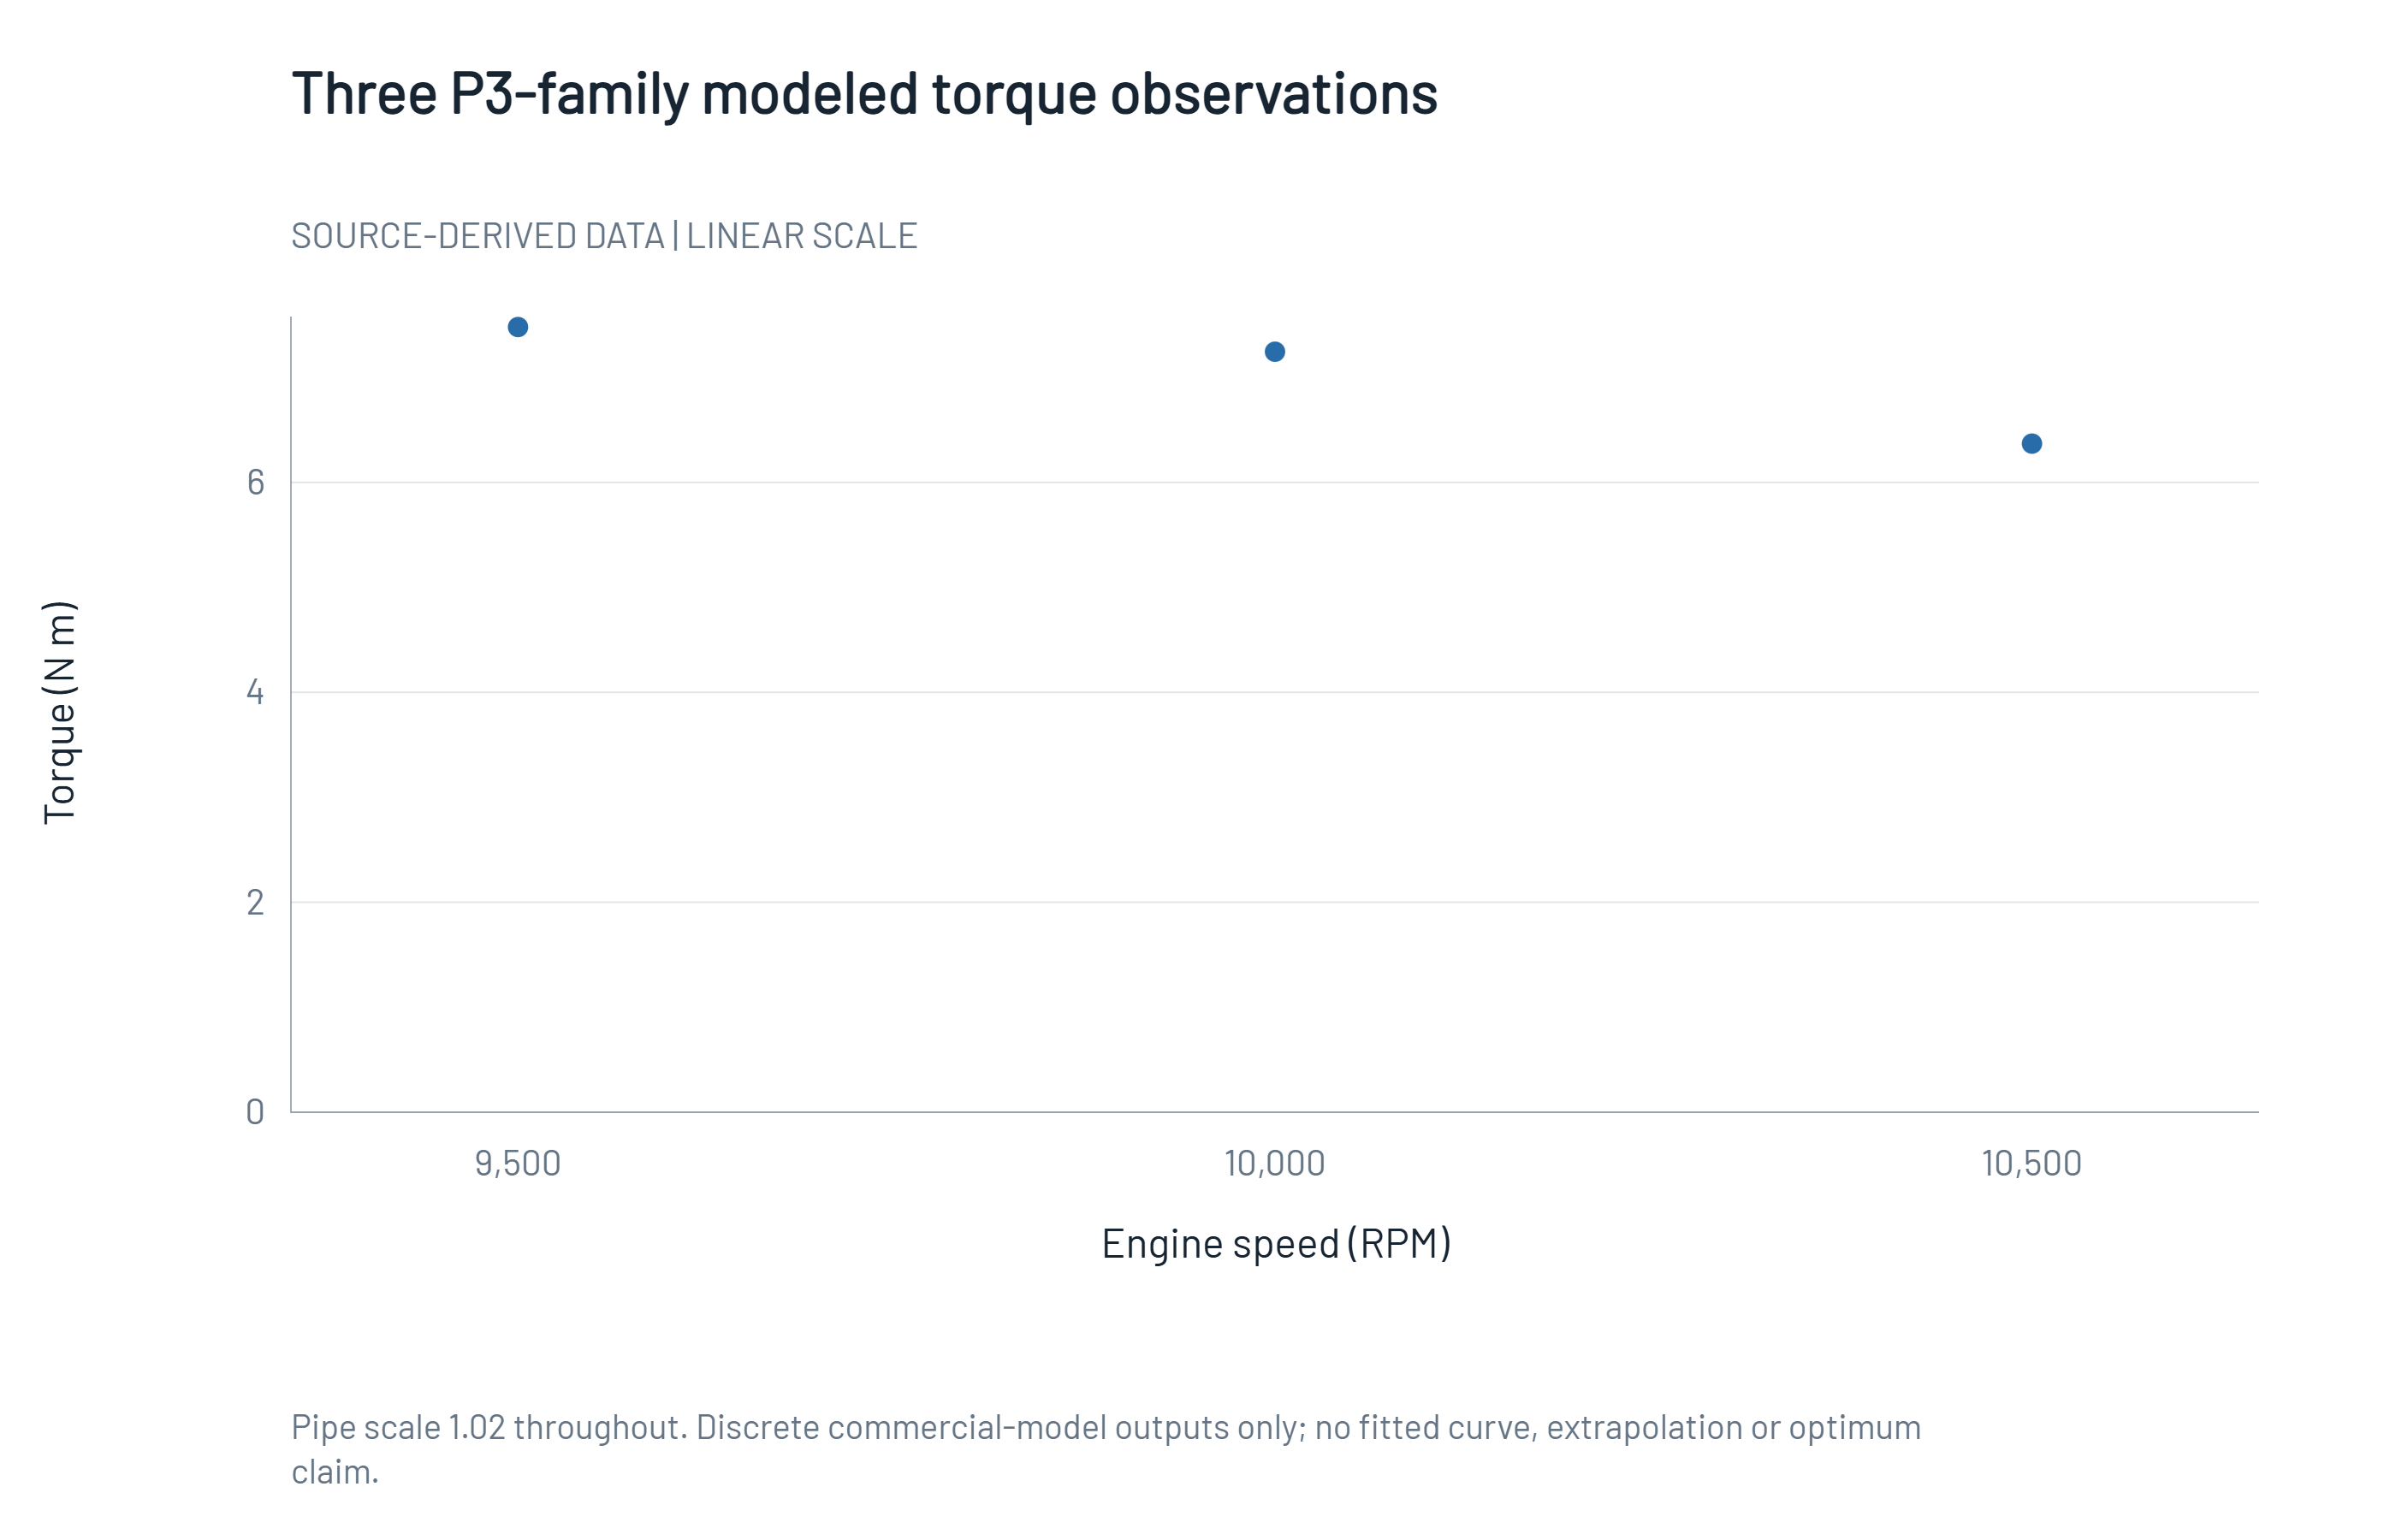 Three P3-family modeled torque observations
SOURCE-DERIVED DATA | LINEAR SCALE
Torque (N m)
6
4
2
0
9,500
10,000
10,500
Engine speed (RPM)
Pipe scale 1.02 throughout. Discrete commercial-model outputs only; no fitted curve, extrapolation or optimum
claim.